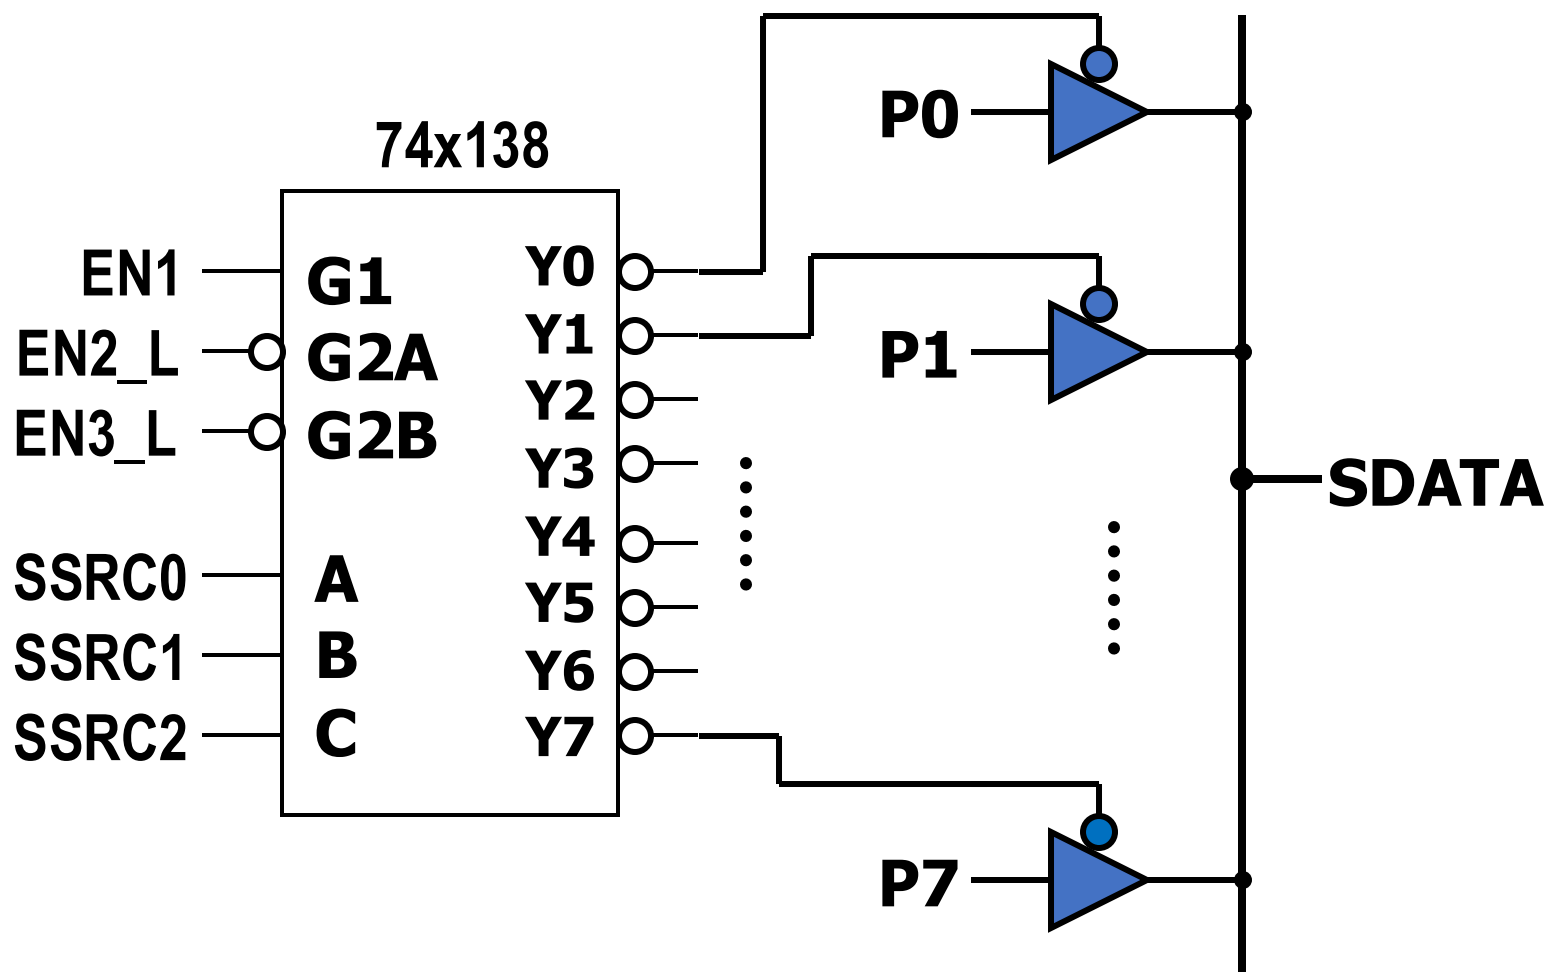 74x138
EN1
EN2_L
EN3_L
SSRC0
SSRC1
SSRC2
G1
G2A
G2B
A
B
C
Y0
Y1
Y2
Y3
Y4
Y5
Y6
Y7
P0
P1
P7
SDATA